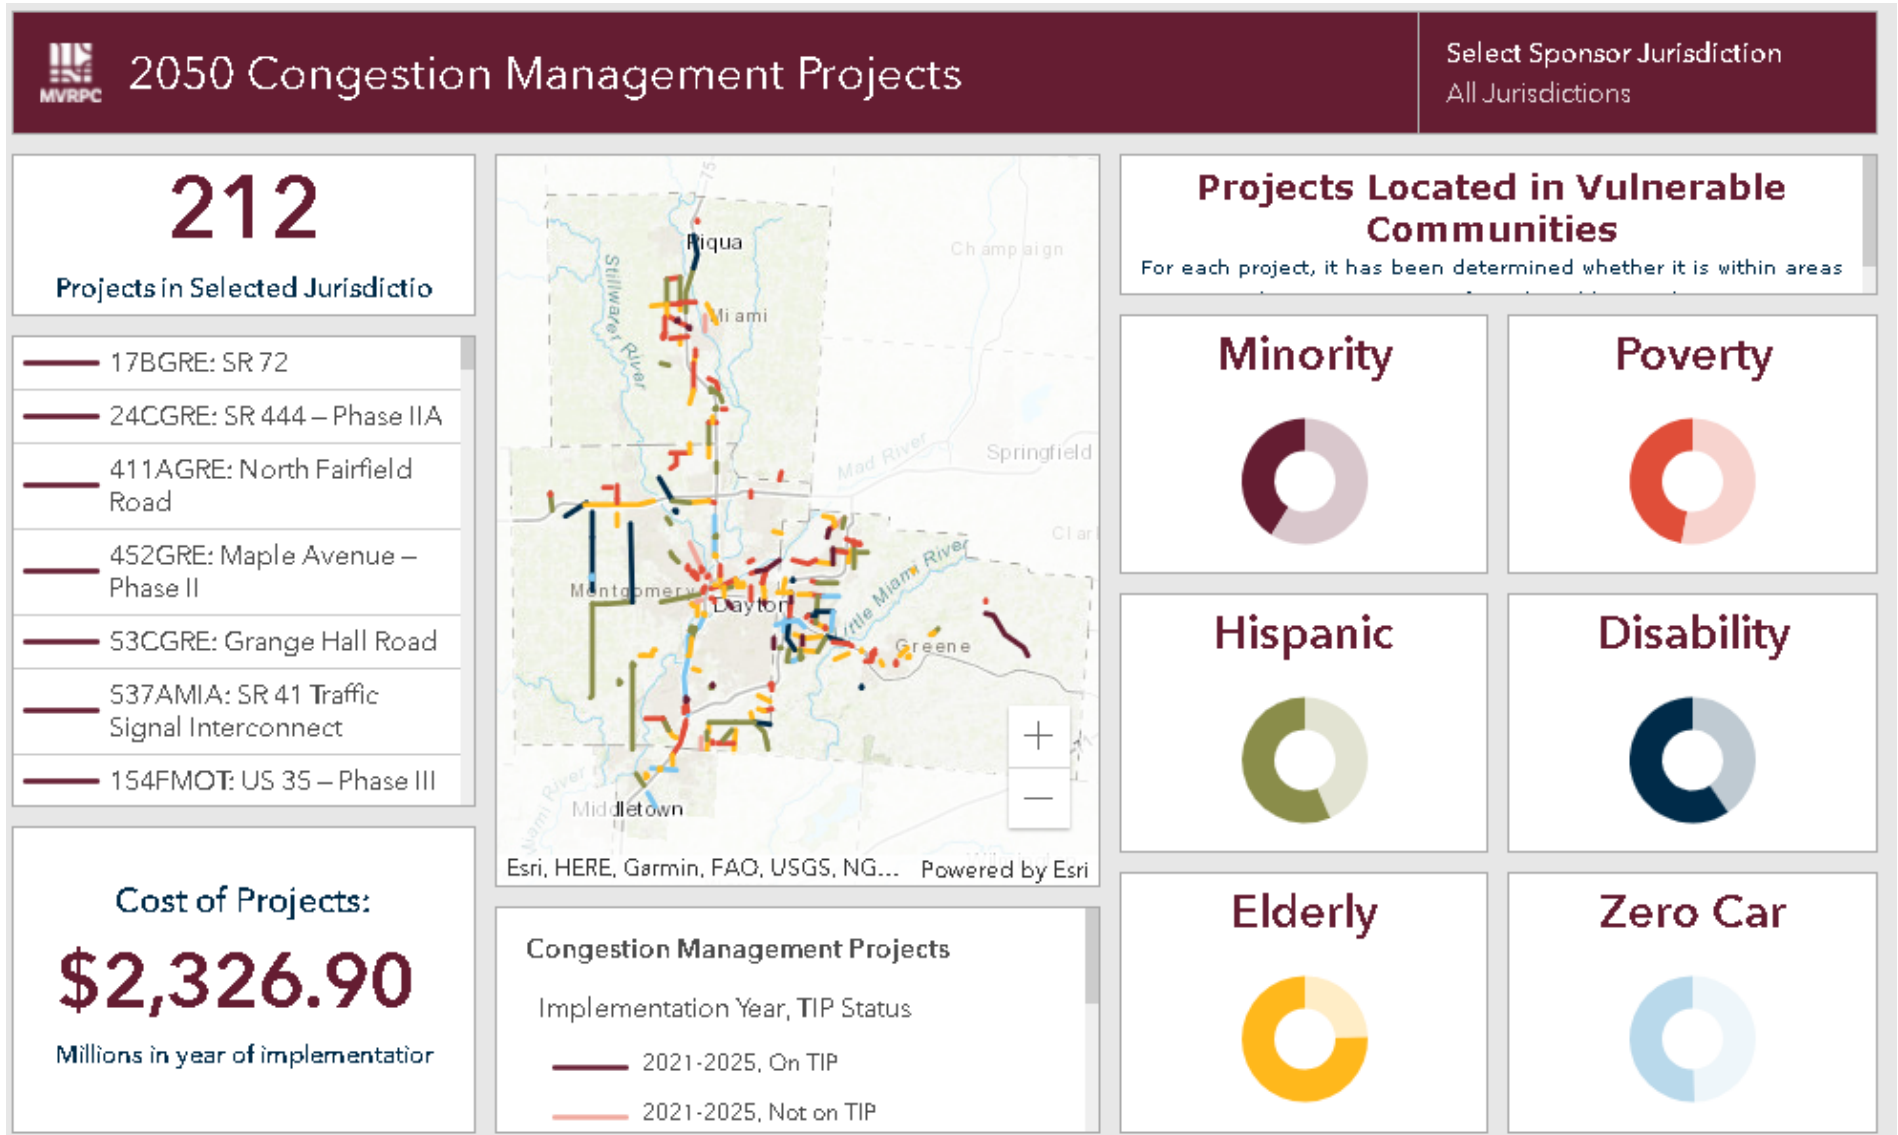 MVRPC
2050 Congestion Management Projects
Select Sponsor Jurisdiction
All Jurisdictions
212
Projects in Selected Jurisdictio
17BGRE: SR 72
24CGRE: SR 444 – Phase IIA
411AGRE: North Fairfield
Road
452GRE: Maple Avenue –
Phase II
53CGRE: Grange Hall Road
537AMIA: SR 41 Traffic
Signal Interconnect
154FMOT: US 35 – Phase III
Cost of Projects:
$2,326.90
Millions in year of implementation
75
Piqua
Champaign
Stillwater River
Miami
Springfield
Mad River
Clar
Little Miami River
Montgomery
Dayton
Greene
71
Miami River
Middletown
Esri, HERE, Garmin, FAO, USGS, NG...
Powered by Esri
Congestion Management Projects
Implementation Year, TIP Status
2021-2025, On TIP
2021-2025, Not on TIP
Projects Located in Vulnerable
Communities
For each project, it has been determined whether it is within areas
Minority
Poverty
Hispanic
Disability
Elderly
Zero Car